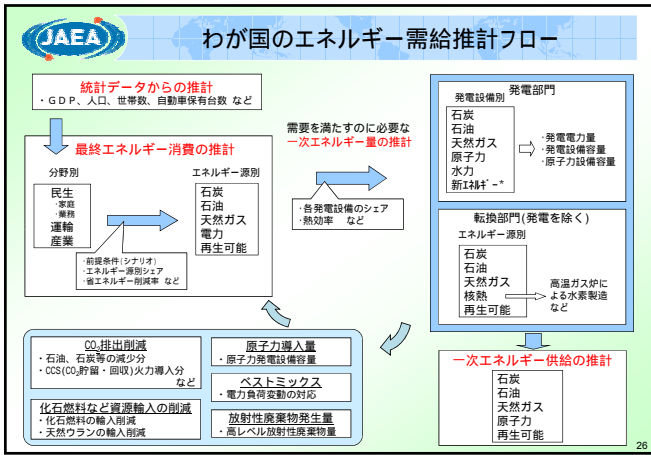 JAEA
わが国のエネルギー需給推計フロー
統計データからの推計
・GDP、人口、世帯数、自動車保有台数 など
最終エネルギー消費の推計
分野別
民生
・家庭
・業務
運輸
産業
エネルギー源別
石炭
石油
天然ガス
電力
再生可能
・前提条件(シナリオ)
・エネルギー源別シェア
・省エネルギー削減率 など
需要を満たすのに必要な
一次エネルギー量の推計
・各発電設備のシェア
・熱効率 など
発電部門
発電設備別
石炭
石油
天然ガス
原子力
水力
新エネルギー*
・発電電力量
・発電設備容量
・原子力設備容量
転換部門(発電を除く)
エネルギー源別
石炭
石油
天然ガス
核熱
再生可能
高温ガス炉に
よる水素製造
など
一次エネルギー供給の推計
石炭
石油
天然ガス
原子力
再生可能
CO2排出削減
・石油、石炭等の減少分
・CCS(CO2貯留・回収)火力導入分
など
化石燃料など資源輸入の削減
・化石燃料の輸入削減
・天然ウランの輸入削減
原子力導入量
・原子力発電設備容量
ベストミックス
・電力負荷変動の対応
放射性廃棄物発生量
・高レベル放射性廃棄物量
26